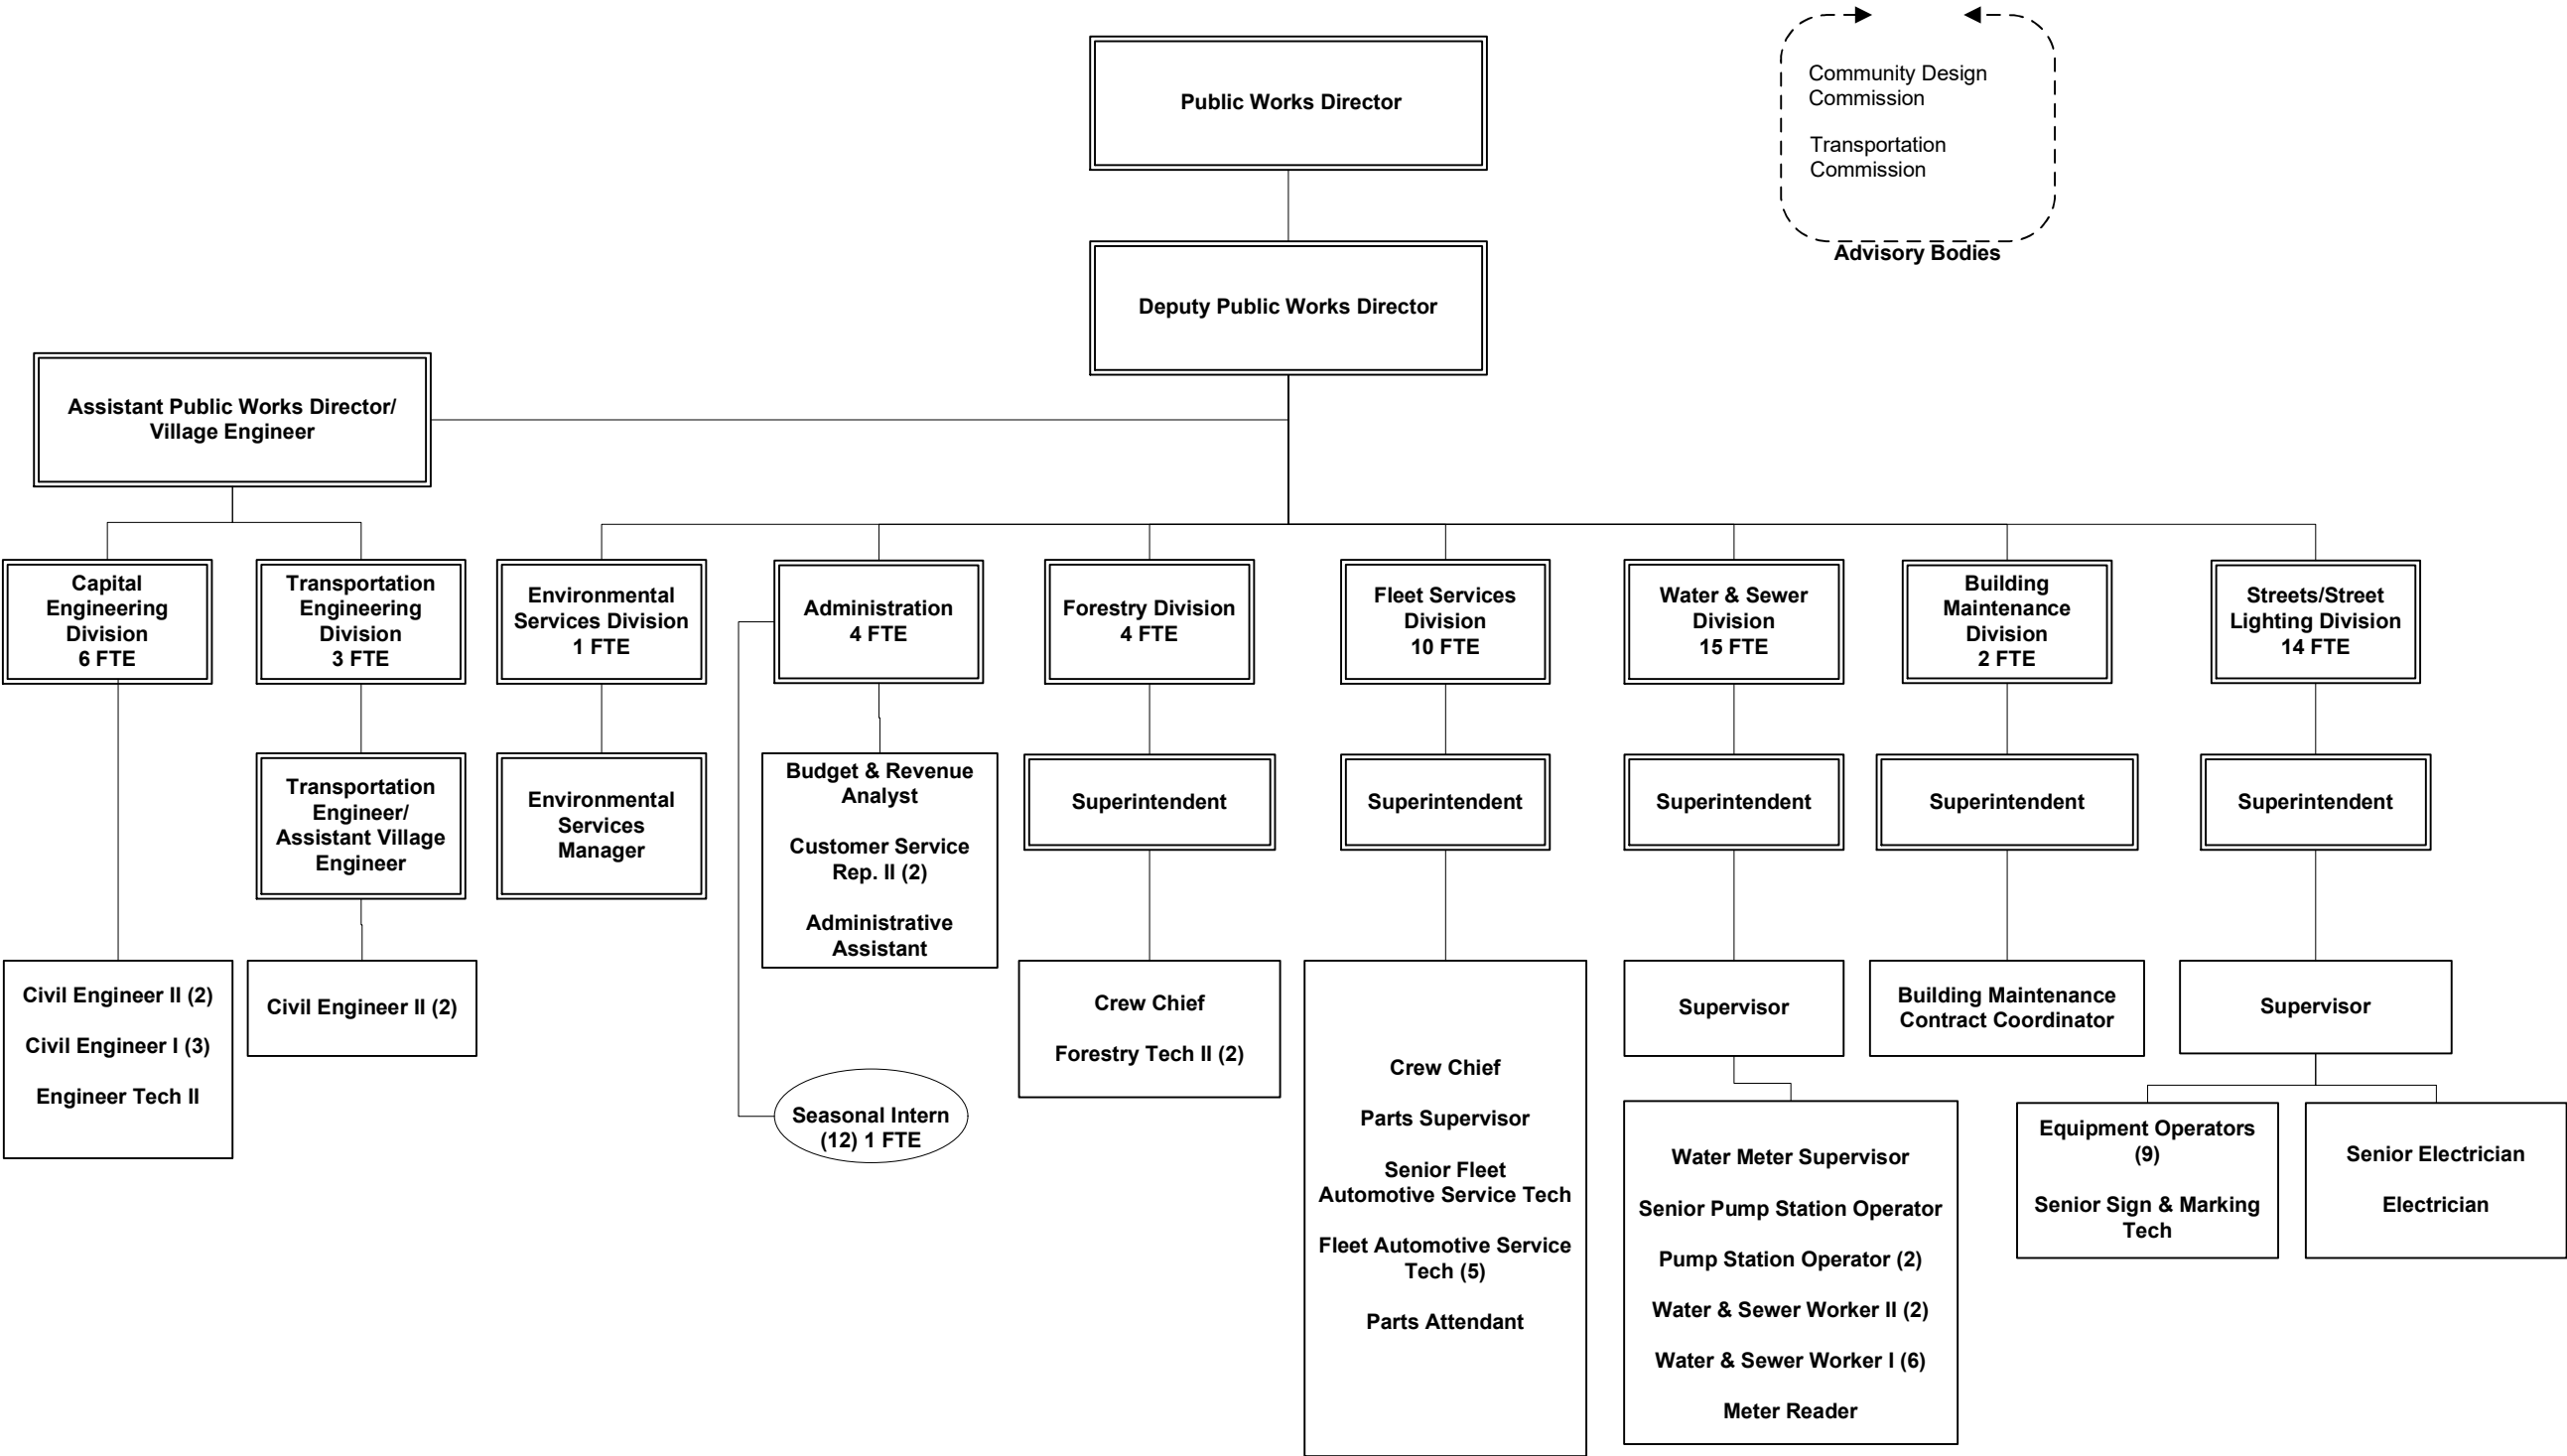 Public Works Director
Community Design
Commission
Transportation
Commission
Advisory Bodies
Deputy Public Works Director
Assistant Public Works Director/
Village Engineer
Capital
Engineering
Division
6 FTE
Transportation
Engineering
Division
3 FTE
Environmental
Services Division
1 FTE
Administration
4 FTE
Forestry Division
4 FTE
Fleet Services
Division
10 FTE
Water & Sewer
Division
15 FTE
Building
Maintenance
Division
2 FTE
Streets/Street
Lighting Division
14 FTE
Transportation
Engineer/
Assistant Village
Engineer
Environmental
Services
Manager
Budget & Revenue
Analyst
Customer Service
Rep. II (2)
Administrative
Assistant
Superintendent
Superintendent
Superintendent
Superintendent
Superintendent
Civil Engineer II (2)
Civil Engineer I (3)
Engineer Tech II
Civil Engineer II (2)
Seasonal Intern
(12) 1 FTE
Crew Chief
Forestry Tech II (2)
Crew Chief
Parts Supervisor
Senior Fleet
Automotive Service Tech
Fleet Automotive Service
Tech (5)
Parts Attendant
Supervisor
Water Meter Supervisor
Senior Pump Station Operator
Pump Station Operator (2)
Water & Sewer Worker II (2)
Water & Sewer Worker I (6)
Meter Reader
Building Maintenance
Contract Coordinator
Supervisor
Equipment Operators
(9)
Senior Sign & Marking
Tech
Senior Electrician
Electrician